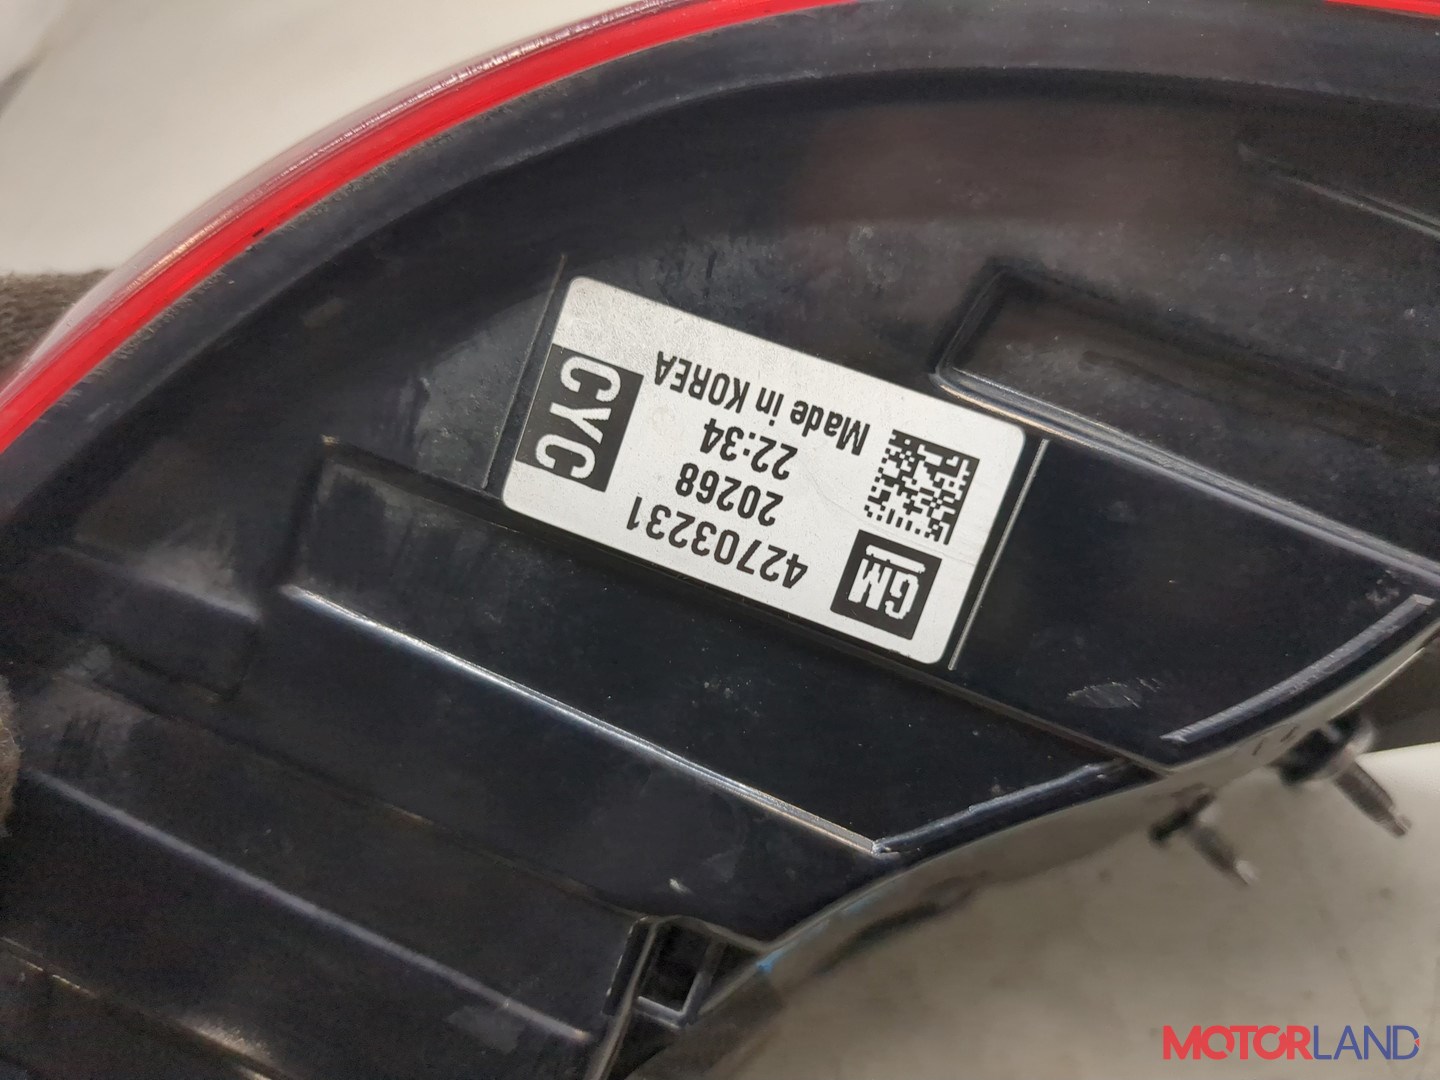 GM
42703231
20268
22:34
Made in KOREA
CYC
MOTORLAND